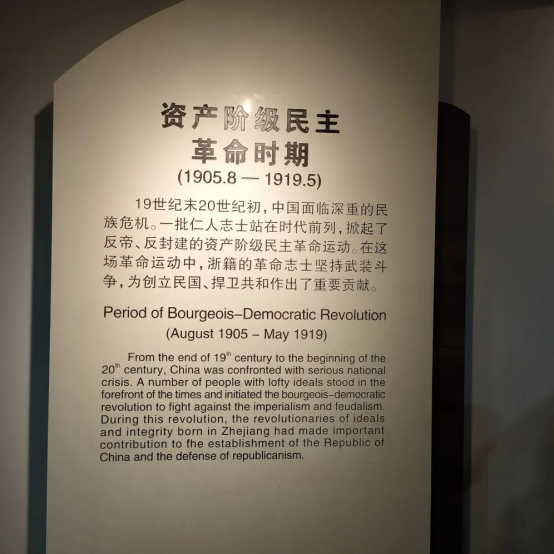 资产阶级民主
革命时期
(1905.8 — 1919.5)
19世纪末20世纪初，中国面临深重的民
族危机。一批仁人志士站在时代前列，掀起了
反帝、反封建的资产阶级民主革命运动。在这
场革命运动中，浙籍的革命志士坚持武装斗
争，为创立民国、捍卫共和作出了重要贡献。
Period of Bourgeois–Democratic Revolution
(August 1905 – May 1919)
From the end of 19th century to the beginning of the
20th century, China was confronted with serious national
crisis. A number of people with lofty ideals stood in the
forefront of the times and initiated the bourgeois–democratic
revolution to fight against the imperialism and feudalism.
During this revolution, the revolutionaries of ideals
and integrity born in Zhejiang had made important
contribution to the establishment of the Republic of
China and the defense of republicanism.